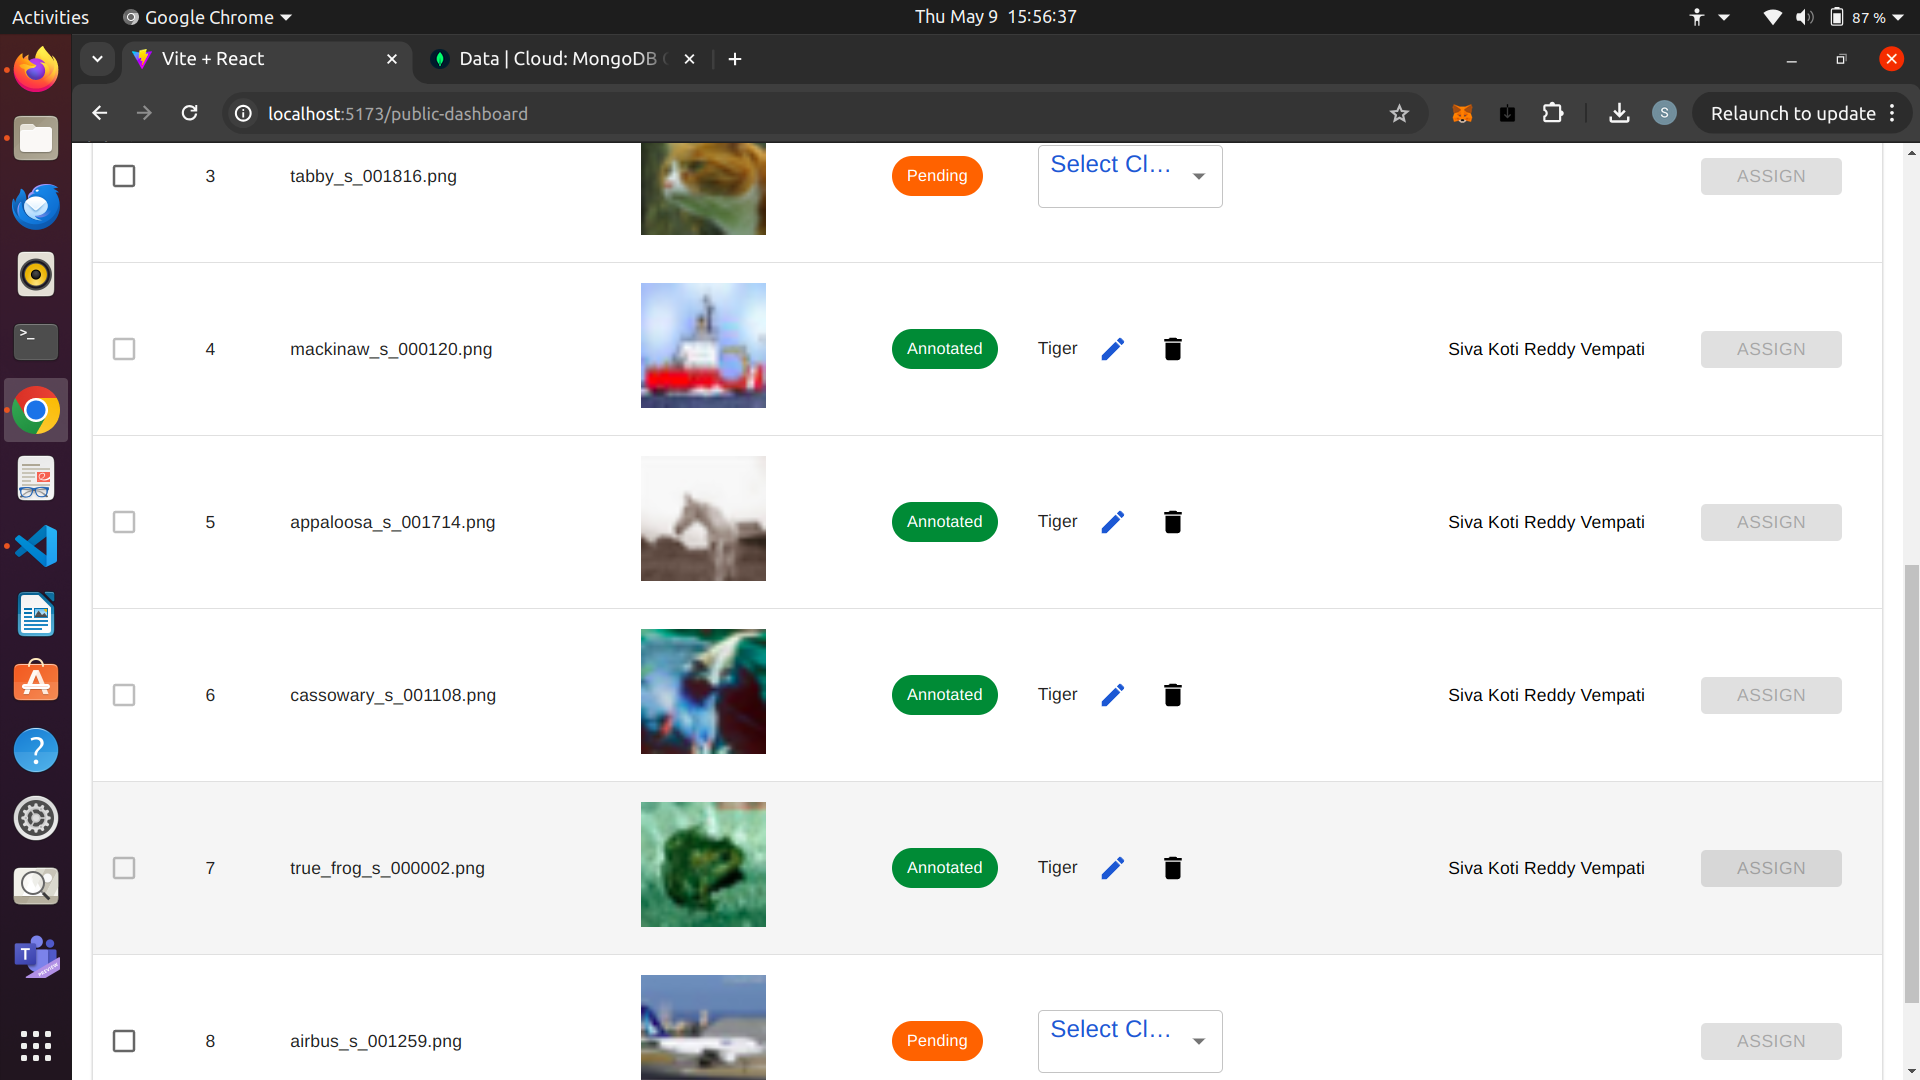 Activities
Google Chrome
Thu May 9 15:56:37
87 %
Vite + React
Data | Cloud: MongoDB
localhost:5173/public-dashboard
S
Relaunch to update
3 tabby_s_001816.png Pending Select Cl... ASSIGN
4 mackinaw_s_000120.png Annotated Tiger Siva Koti Reddy Vempati ASSIGN
5 appaloosa_s_001714.png Annotated Tiger Siva Koti Reddy Vempati ASSIGN
6 cassowary_s_001108.png Annotated Tiger Siva Koti Reddy Vempati ASSIGN
7 true_frog_s_000002.png Annotated Tiger Siva Koti Reddy Vempati ASSIGN
8 airbus_s_001259.png Pending Select Cl... ASSIGN